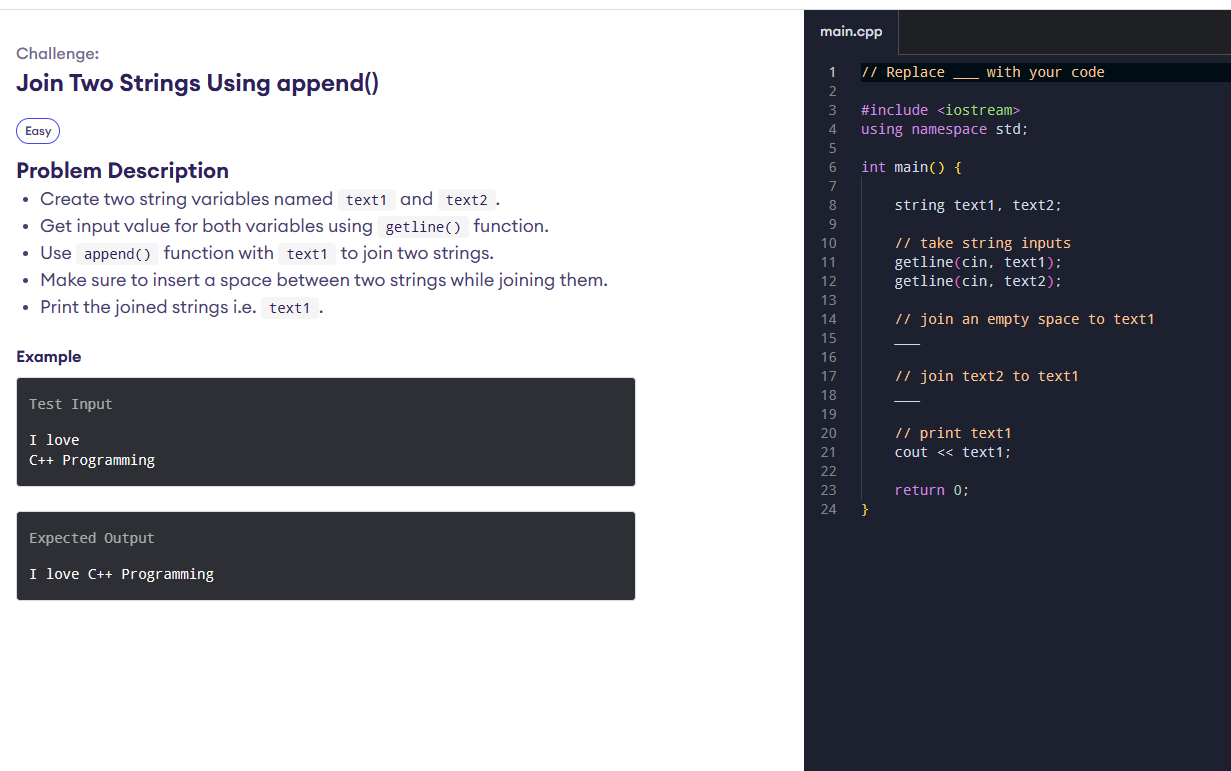 Challenge:
Join Two Strings Using append()
Easy
Problem Description
• Create two string variables named text1 and text2.
• Get input value for both variables using getline() function.
• Use append() function with text1 to join two strings.
• Make sure to insert a space between two strings while joining them.
• Print the joined strings i.e. text1.
Example
Test Input
I love
C++ Programming
Expected Output
I love C++ Programming
main.cpp
1 // Replace ___ with your code
2
3 #include <iostream>
4 using namespace std;
5
6 int main() {
7
8     string text1, text2;
9
10     // take string inputs
11     getline(cin, text1);
12     getline(cin, text2);
13
14     // join an empty space to text1
15     ___
16
17     // join text2 to text1
18     ___
19
20     // print text1
21     cout << text1;
22
23     return 0;
24 }